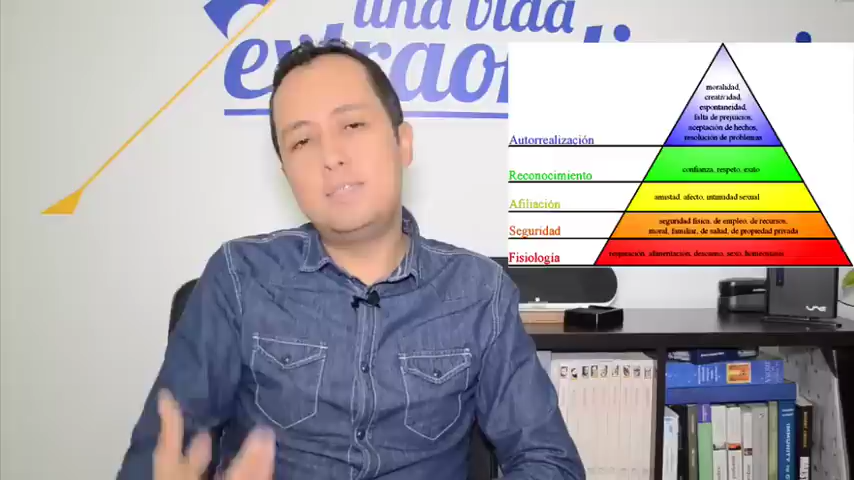 una vida
moralidad,
creatividad,
espontaneidad,
falta de prejuicios,
aceptación de hechos,
resolución de problemas
Autorrealización
confianza, respeto, éxito
Reconocimiento
amistad, afecto, intimidad sexual
Afiliación
seguridad física, de empleo, de recursos,
moral, familiar, de salud, de propiedad privada
Seguridad
respiración, alimentación, descanso, sexo, homeostasis
Fisiología